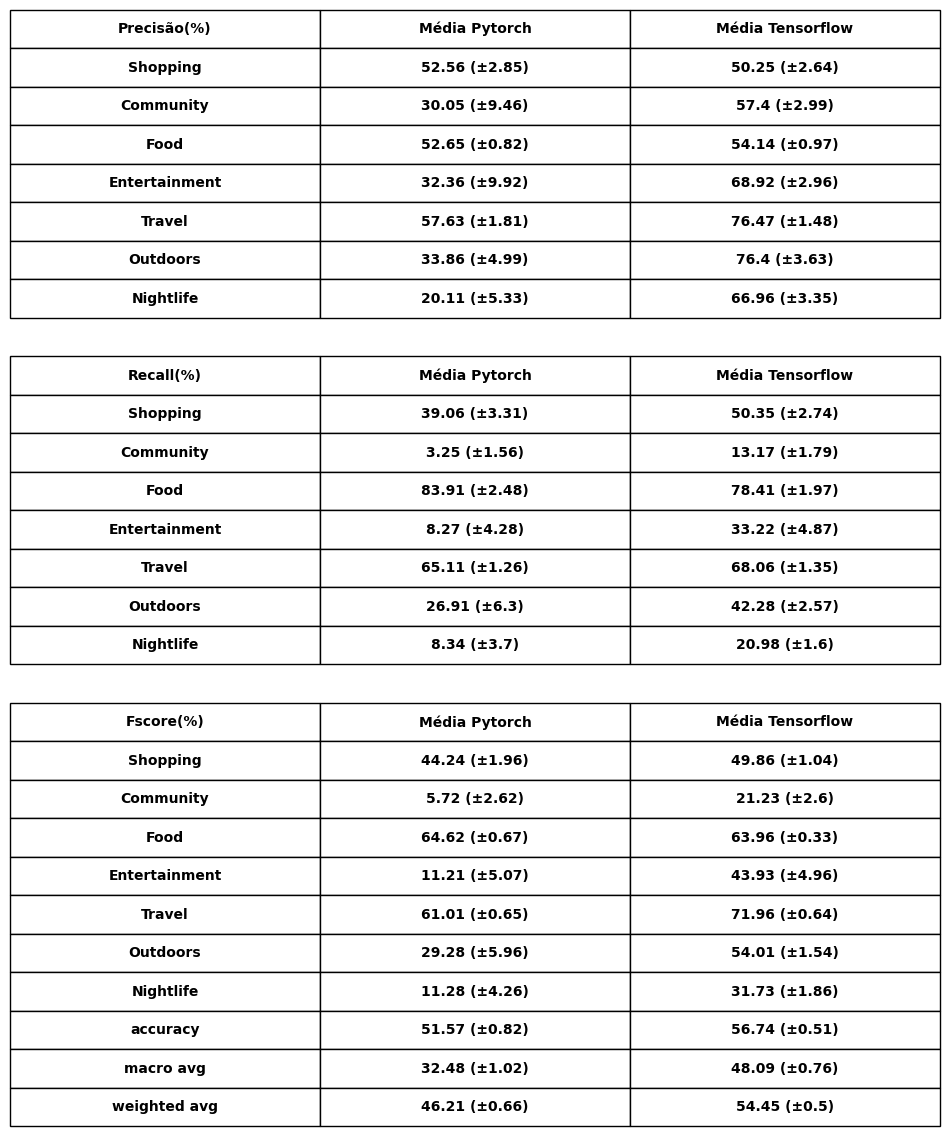 Precisão(%) Média Pytorch Média Tensorflow
Shopping 52.56 (±2.85) 50.25 (±2.64)
Community 30.05 (±9.46) 57.4 (±2.99)
Food 52.65 (±0.82) 54.14 (±0.97)
Entertainment 32.36 (±9.92) 68.92 (±2.96)
Travel 57.63 (±1.81) 76.47 (±1.48)
Outdoors 33.86 (±4.99) 76.4 (±3.63)
Nightlife 20.11 (±5.33) 66.96 (±3.35)
Recall(%) Média Pytorch Média Tensorflow
Shopping 39.06 (±3.31) 50.35 (±2.74)
Community 3.25 (±1.56) 13.17 (±1.79)
Food 83.91 (±2.48) 78.41 (±1.97)
Entertainment 8.27 (±4.28) 33.22 (±4.87)
Travel 65.11 (±1.26) 68.06 (±1.35)
Outdoors 26.91 (±6.3) 42.28 (±2.57)
Nightlife 8.34 (±3.7) 20.98 (±1.6)
Fscore(%) Média Pytorch Média Tensorflow
Shopping 44.24 (±1.96) 49.86 (±1.04)
Community 5.72 (±2.62) 21.23 (±2.6)
Food 64.62 (±0.67) 63.96 (±0.33)
Entertainment 11.21 (±5.07) 43.93 (±4.96)
Travel 61.01 (±0.65) 71.96 (±0.64)
Outdoors 29.28 (±5.96) 54.01 (±1.54)
Nightlife 11.28 (±4.26) 31.73 (±1.86)
accuracy 51.57 (±0.82) 56.74 (±0.51)
macro avg 32.48 (±1.02) 48.09 (±0.76)
weighted avg 46.21 (±0.66) 54.45 (±0.5)